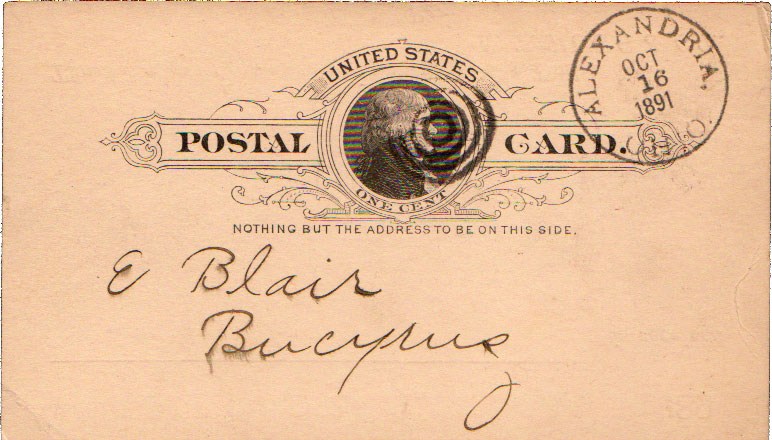 UNITED STATES
POSTAL CARD.
ONE CENT
ALEXANDRIA,
OCT
16
1891
NOTHING BUT THE ADDRESS TO BE ON THIS SIDE.
E Blair
Bucyrus